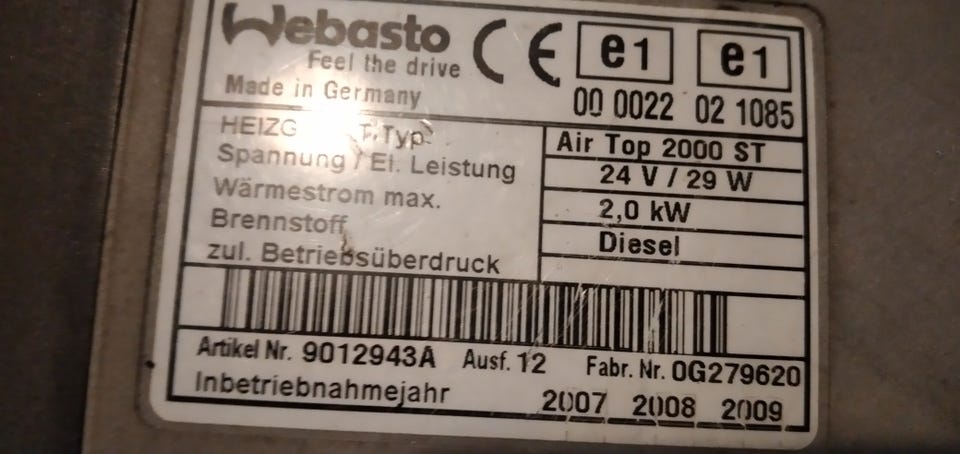 Webasto
Feel the drive
Made in Germany
CE e1 e1
00 0022 02 1085
Typ Air Top 2000 ST
Spannung / El. Leistung 24 V / 29 W
Wärmestrom max. 2,0 kW
Brennstoff Diesel
zul. Betriebsüberdruck
Artikel Nr. 9012943A Ausf. 12 Fabr. Nr. 0G279620
Inbetriebnahmejahr 2007 2008 2009